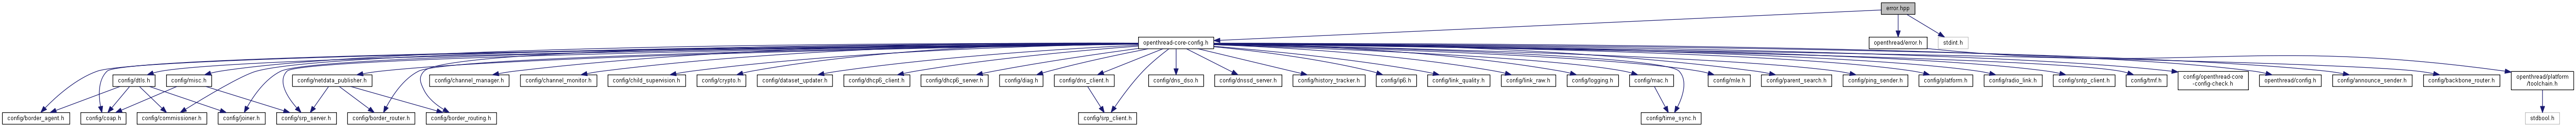 error.hpp
openthread-core-config.h
openthread/error.h
stdint.h
config/dtls.h
config/misc.h
config/netdata_publisher.h
config/channel_manager.h
config/channel_monitor.h
config/child_supervision.h
config/crypto.h
config/dataset_updater.h
config/dhcp6_client.h
config/dhcp6_server.h
config/diag.h
config/dns_client.h
config/dns_dso.h
config/dnssd_server.h
config/history_tracker.h
config/ip6.h
config/link_quality.h
config/link_raw.h
config/logging.h
config/mac.h
config/mle.h
config/parent_search.h
config/ping_sender.h
config/platform.h
config/radio_link.h
config/sntp_client.h
config/tmf.h
config/openthread-core
-config-check.h
openthread/config.h
config/announce_sender.h
config/backbone_router.h
openthread/platform
/toolchain.h
config/border_agent.h
config/coap.h
config/commissioner.h
config/joiner.h
config/srp_server.h
config/border_router.h
config/border_routing.h
config/srp_client.h
config/time_sync.h
stdbool.h